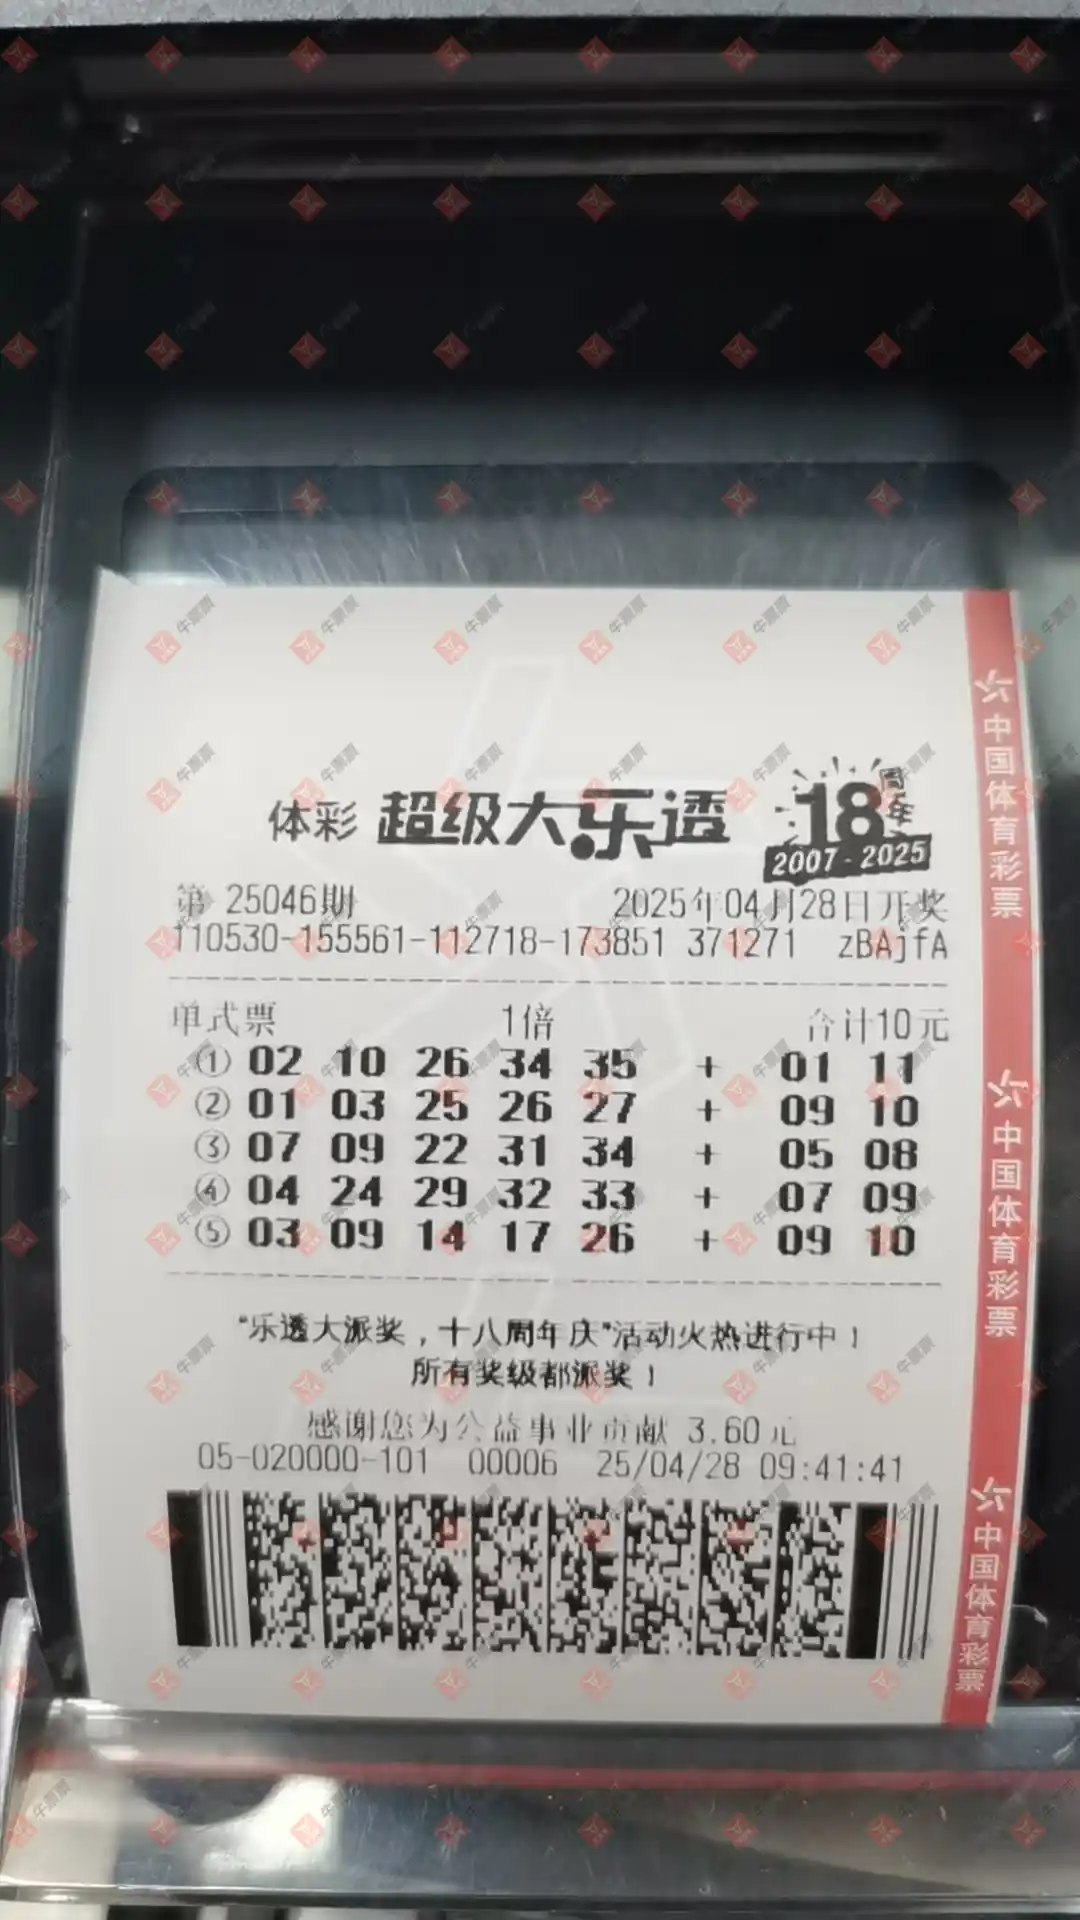 体彩 超级大乐透 18周年
2007-2025
第 25046期 2025年04月28日开奖
110530-155561-112718-173851 371271 zBAjfA
单式票 1倍 合计10元
① 02 10 26 34 35 + 01 11
② 01 03 25 26 27 + 09 10
③ 07 09 22 31 34 + 05 08
④ 04 24 29 32 33 + 07 09
⑤ 03 09 14 17 26 + 09 10
"乐透大派奖，十八周年庆"活动火热进行中！
所有奖级都派奖！
感谢您为公益事业贡献 3.60元
05-020000-101 00006 25/04/28 09:41:41
中国体育彩票
中国体育彩票
中国体育彩票
牛票票